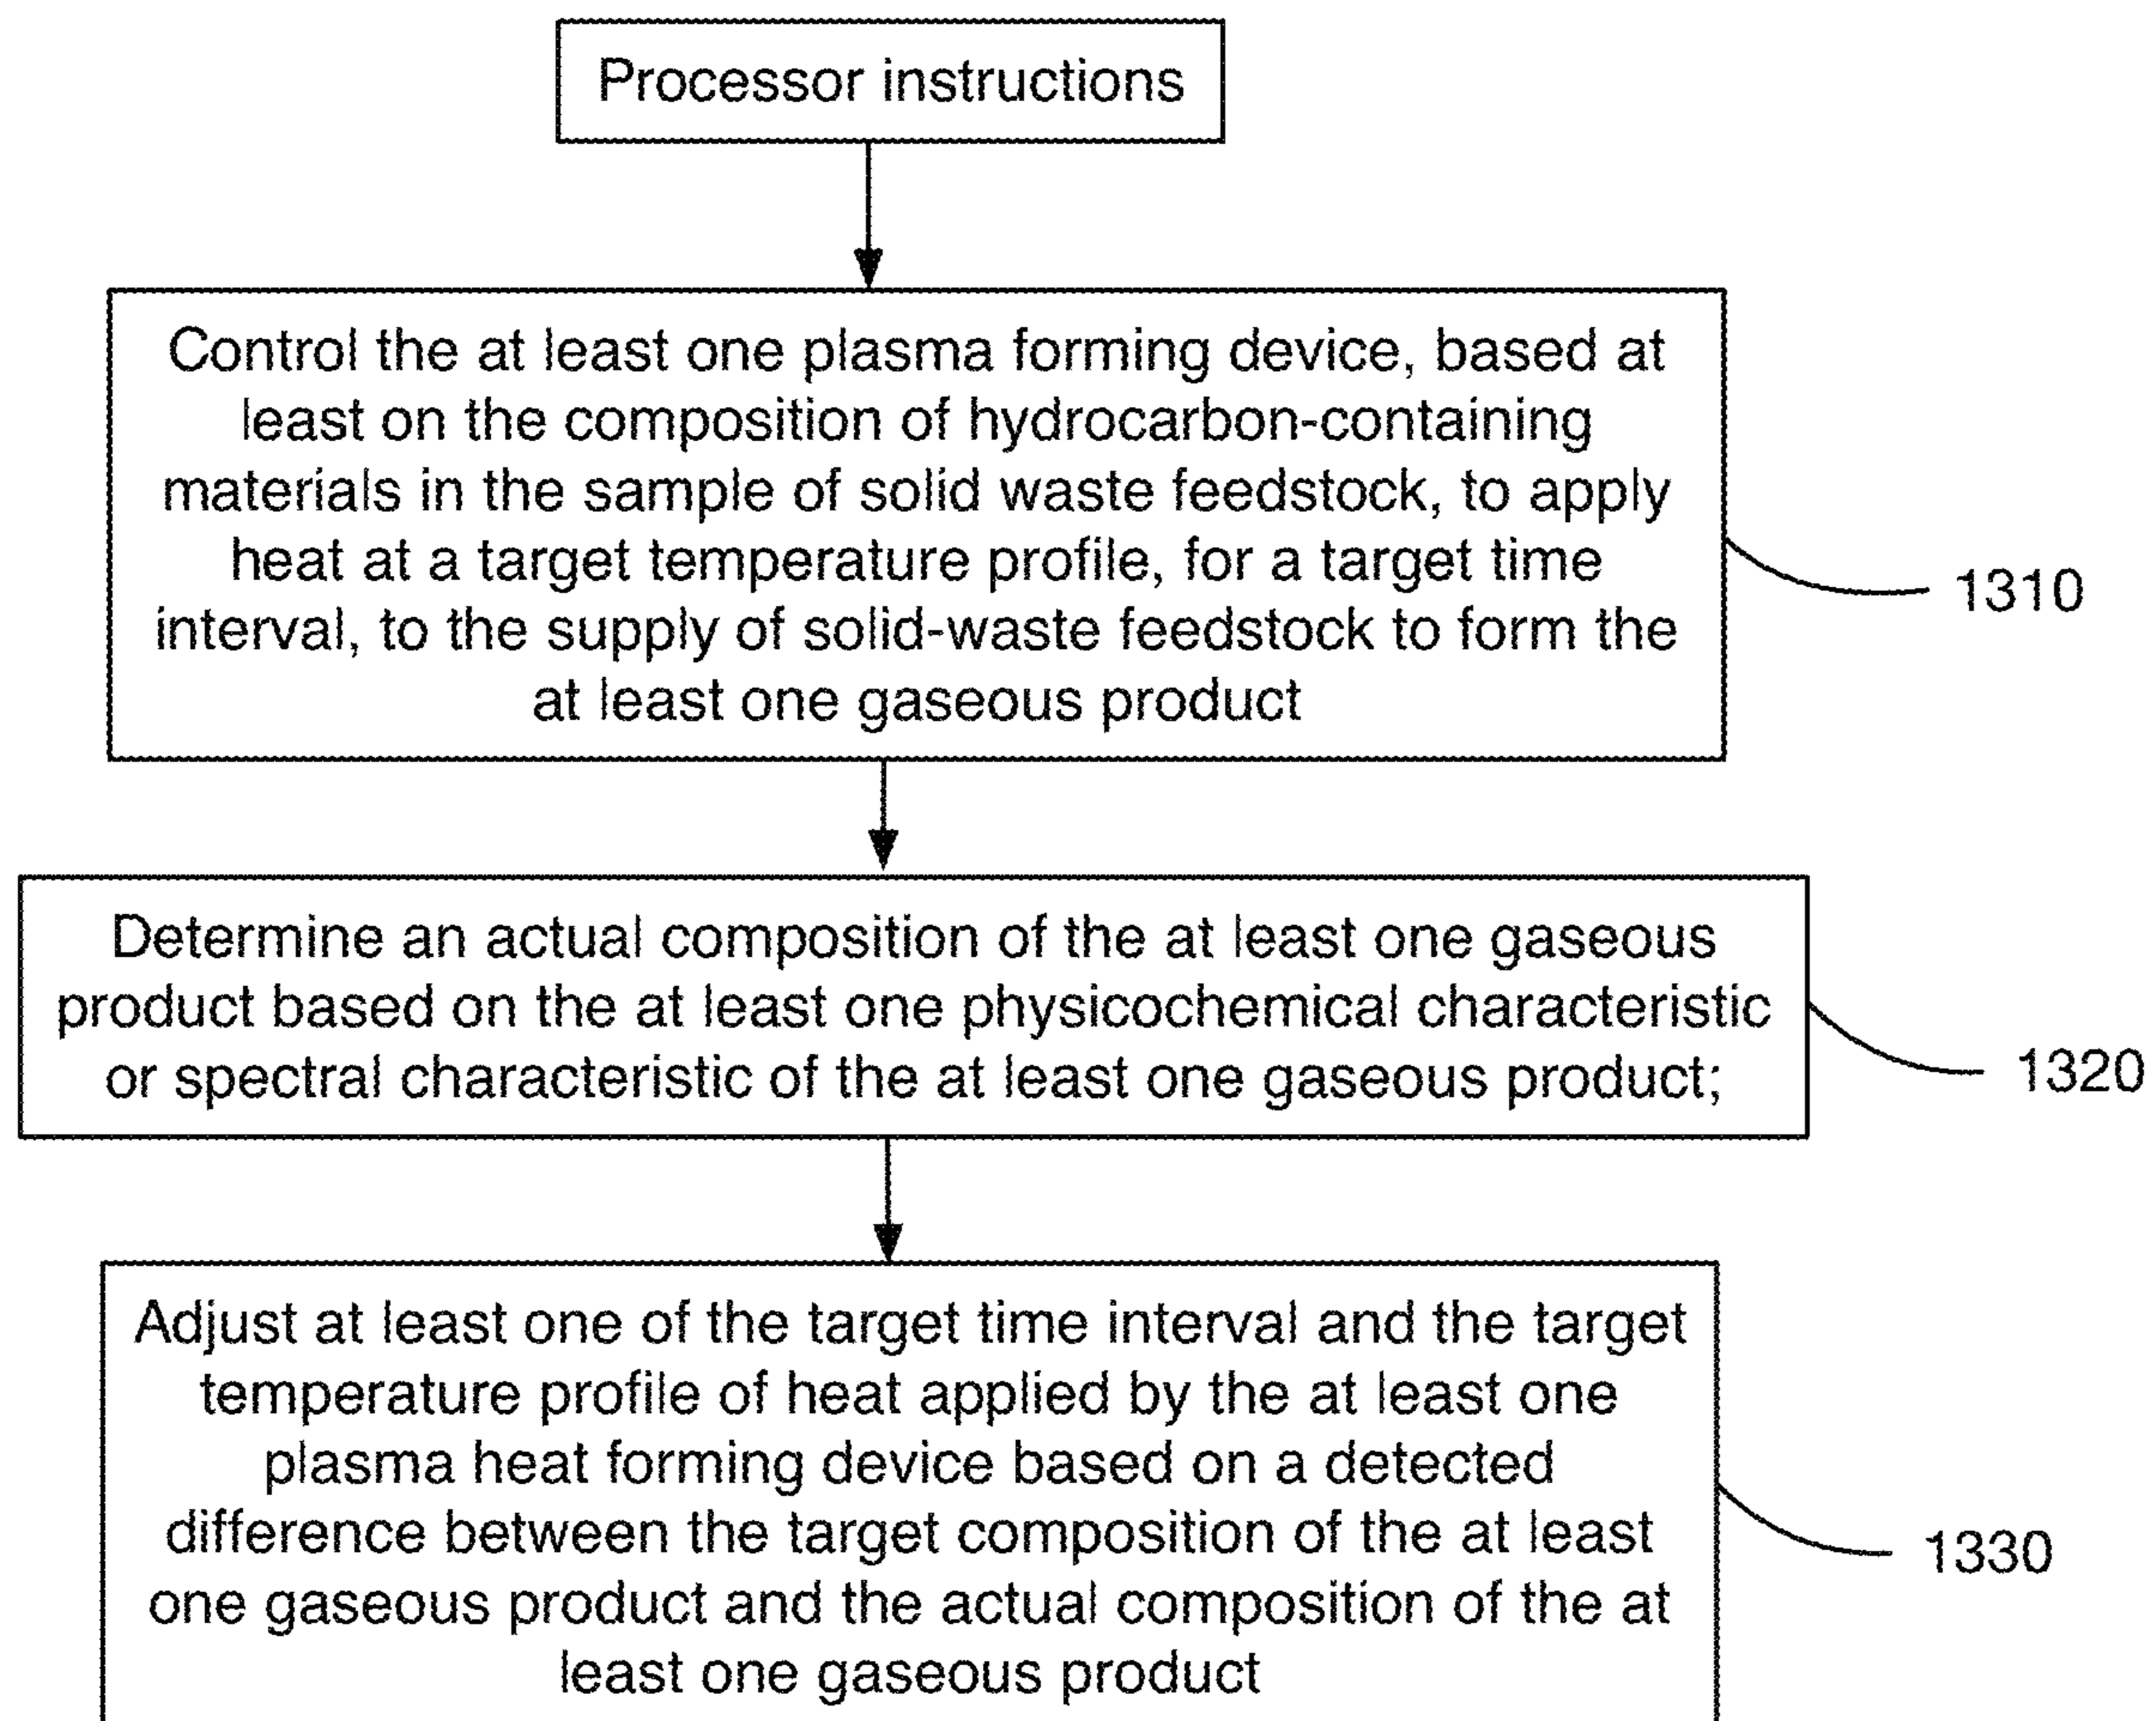 Processor instructions
Control the at least one plasma forming device, based at
least on the composition of hydrocarbon-containing
materials in the sample of solid waste feedstock, to apply
heat at a target temperature profile, for a target time
interval, to the supply of solid-waste feedstock to form the
at least one gaseous product
1310
Determine an actual composition of the at least one gaseous
product based on the at least one physicochemical characteristic
or spectral characteristic of the at least one gaseous product;
1320
Adjust at least one of the target time interval and the target
temperature profile of heat applied by the at least one
plasma heat forming device based on a detected
difference between the target composition of the at least
one gaseous product and the actual composition of the at
least one gaseous product
1330